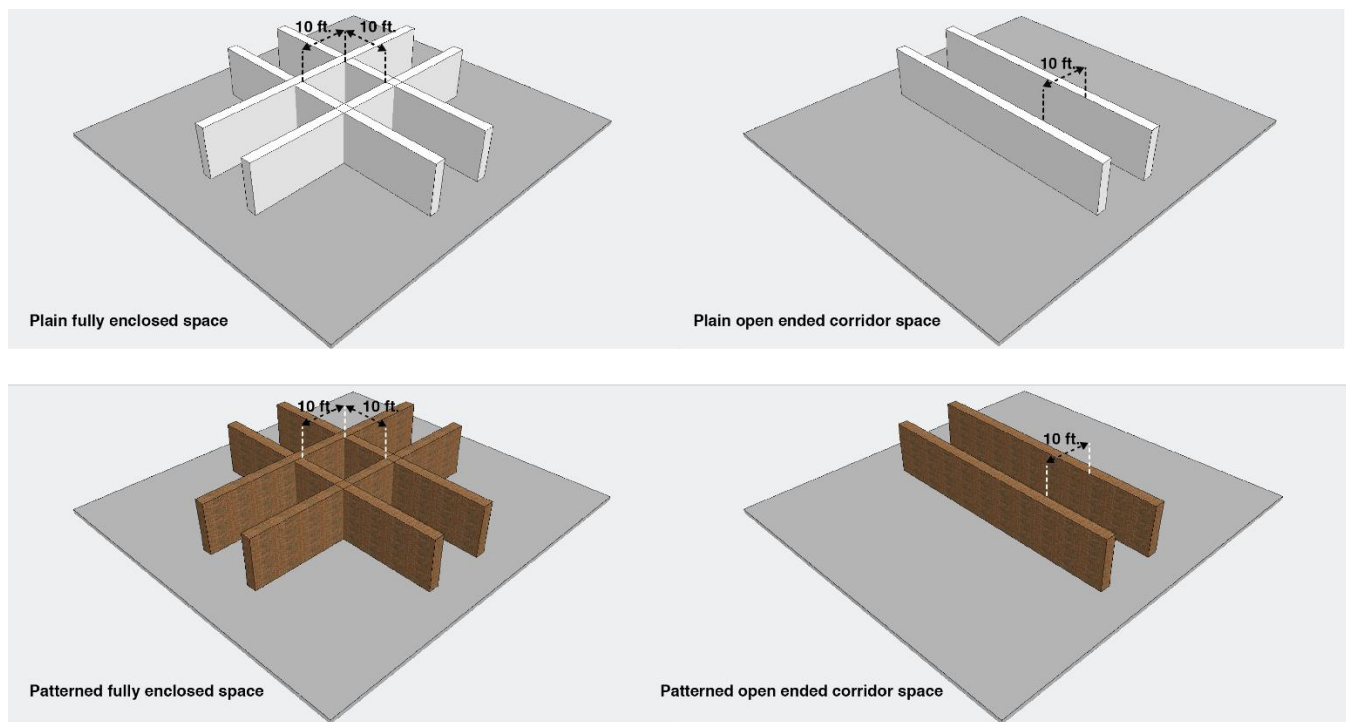 10 ft. 10 ft.
10 ft.
Plain fully enclosed space
Plain open ended corridor space
10 ft. 10 ft.
10 ft.
Patterned fully enclosed space
Patterned open ended corridor space